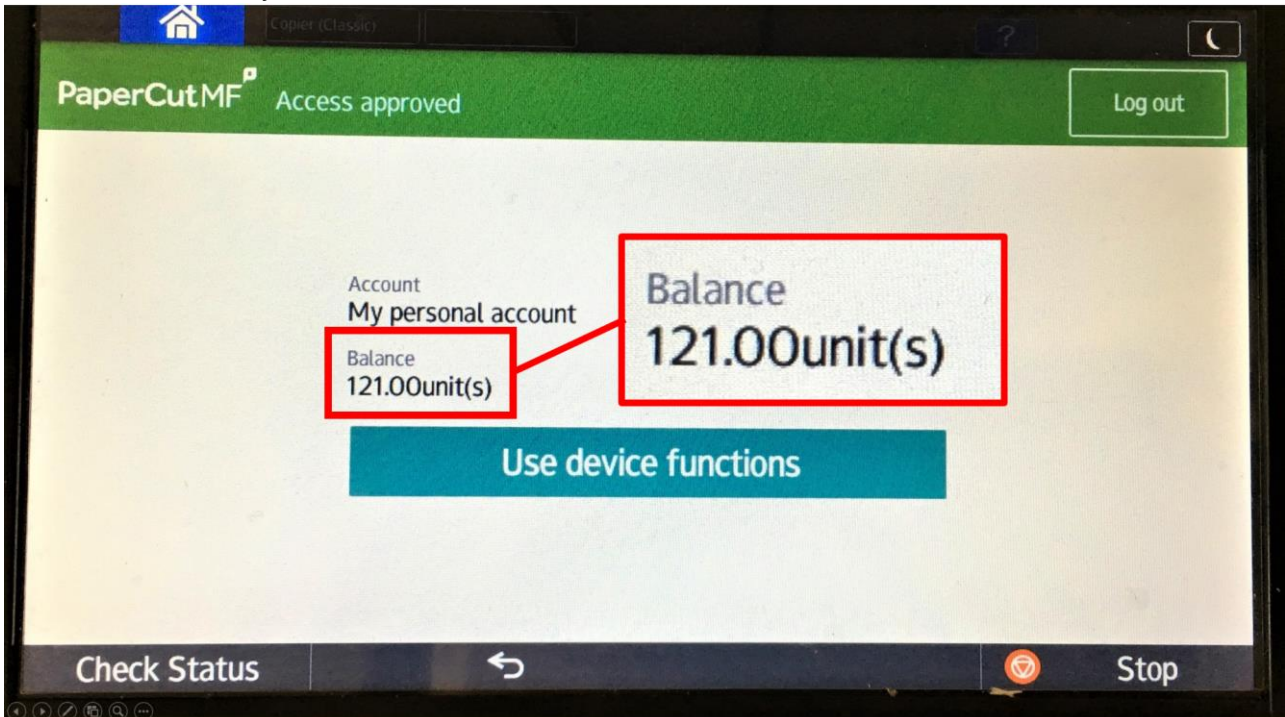 Copier (Classic)
?
PaperCutMF Access approved
Log out
Account
My personal account
Balance
121.00unit(s)
Balance
121.00unit(s)
Use device functions
Check Status
Stop